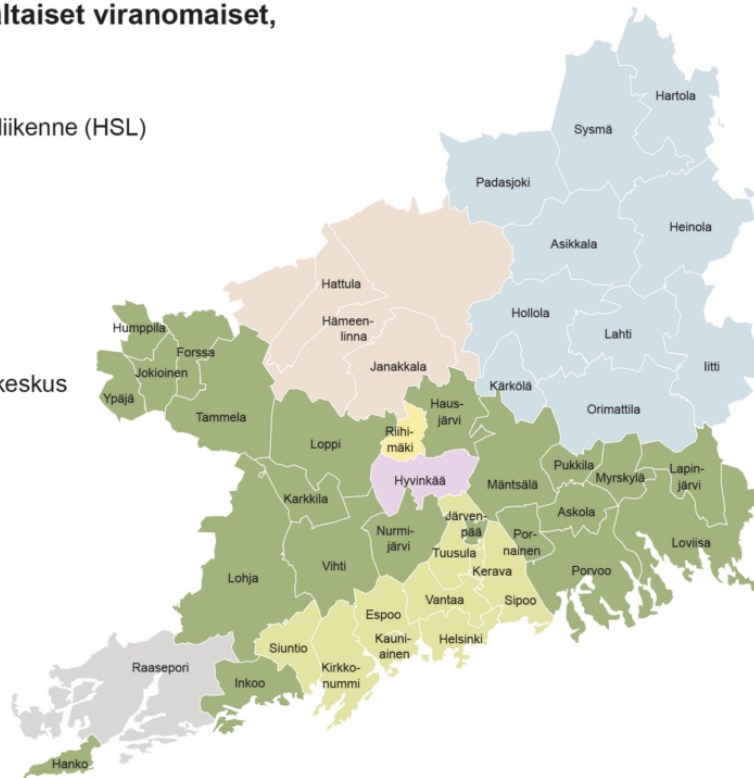 ltaiset viranomaiset,
liikenne (HSL)
keskus
Hartola
Sysmä
Padasjoki
Heinola
Asikkala
Hattula
Hollola
Hämeen-
linna
Lahti
Humppila
Forssa
Janakkala
Iitti
Jokioinen
Kärkölä
Ypäjä
Haus-
järvi
Orimattila
Tammela
Riihi-
mäki
Loppi
Pukkila
Lapin-
järvi
Hyvinkää
Mäntsälä
Myrskylä
Karkkila
Askola
Järven-
pää
Nurmi-
järvi
Por-
nainen
Loviisa
Tuusula
Vihti
Kerava
Porvoo
Lohja
Vantaa
Sipoo
Espoo
Kauni-
ainen
Helsinki
Siuntio
Raasepori
Kirkko-
nummi
Inkoo
Hanko